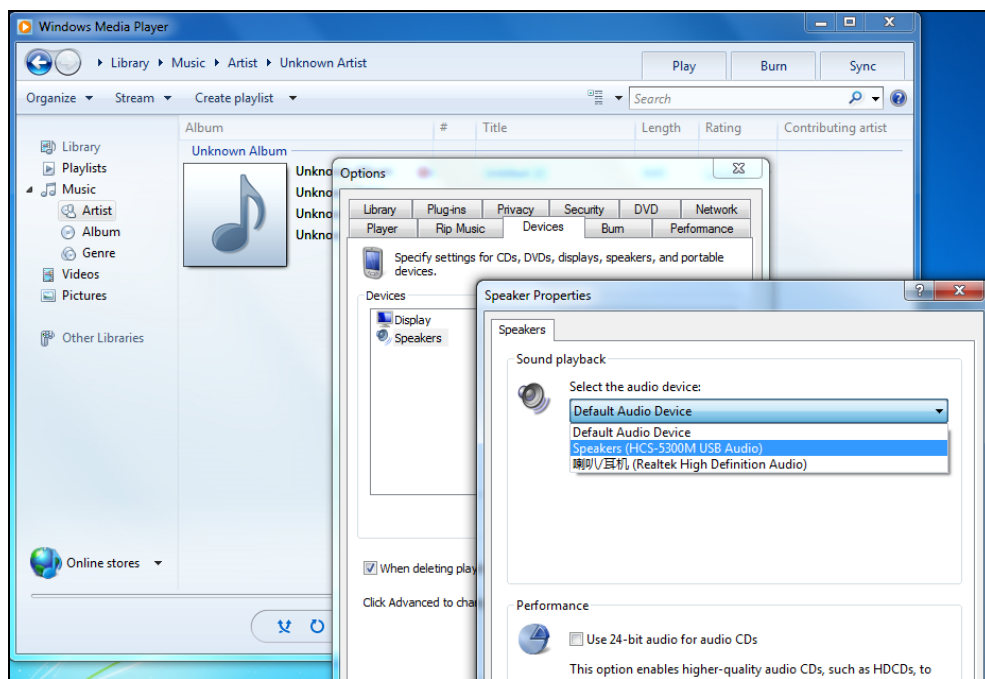 Windows Media Player
Library Music Artist Unknown Artist
Play Burn Sync
Organize Stream Create playlist
Search
Album # Title Length Rating Contributing artist
Library
Playlists
Music
Artist
Album
Genre
Videos
Pictures
Other Libraries
Online stores
Unknown Album
Unkno
Unkno
Unkno
Unkno
Options
Library Plug-ins Privacy Security DVD Network
Player Rip Music Devices Burn Performance
Specify settings for CDs, DVDs, displays, speakers, and portable
devices.
Devices
Display
Speakers
When deleting play
Click Advanced to cha
Speaker Properties
Speakers
Sound playback
Select the audio device:
Default Audio Device
Default Audio Device
Speakers (HCS-5300M USB Audio)
喇叭/耳机 (Realtek High Definition Audio)
Performance
Use 24-bit audio for audio CDs
This option enables higher-quality audio CDs, such as HDCDs, to